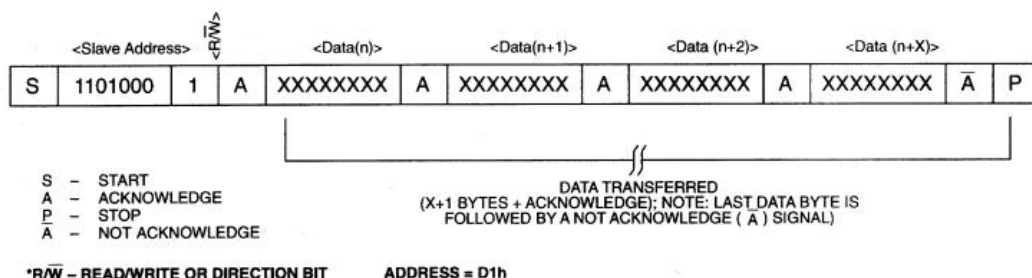 <R/W̅>
<Slave Address> <Data(n)> <Data(n+1)> <Data (n+2)> <Data (n+X)>
S 1101000 1 A XXXXXXXX A XXXXXXXX A XXXXXXXX A XXXXXXXX A̅ P
S – START
A – ACKNOWLEDGE
P – STOP
A̅ – NOT ACKNOWLEDGE
DATA TRANSFERRED
(X+1 BYTES + ACKNOWLEDGE); NOTE: LAST DATA BYTE IS
FOLLOWED BY A NOT ACKNOWLEDGE ( A̅ ) SIGNAL)
*R/W̅ – READ/WRITE OR DIRECTION BIT ADDRESS = D1h